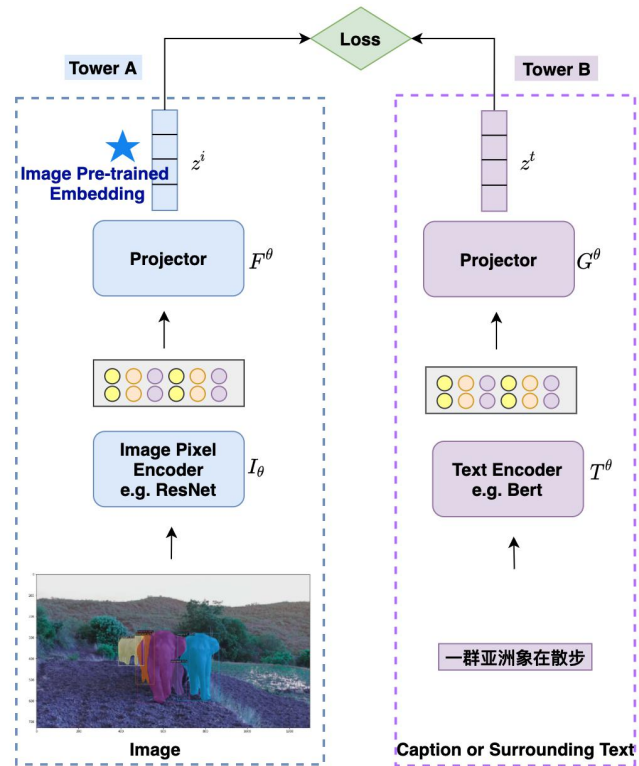 Loss
Tower A
Tower B
Image Pre-trained
Embedding
z^i
z^t
Projector
F^θ
Projector
G^θ
Image Pixel
Encoder
e.g. ResNet
I_θ
Text Encoder
e.g. Bert
T^θ
一群亚洲象在散步
Image
Caption or Surrounding Text